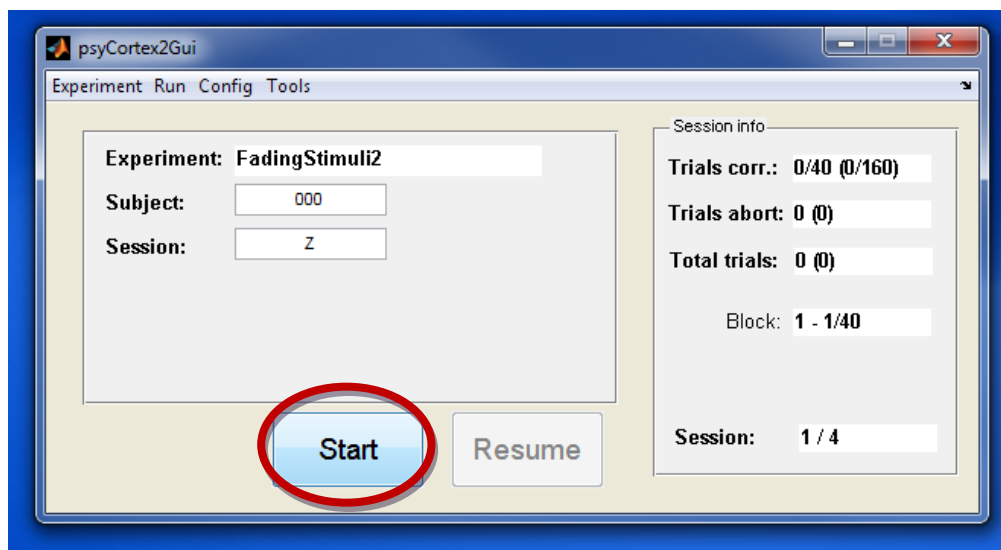 psyCortex2Gui
Experiment Run Config Tools
Experiment: FadingStimuli2
Subject: 000
Session: Z
Start
Resume
Session info
Trials corr.: 0/40 (0/160)
Trials abort: 0 (0)
Total trials: 0 (0)
Block: 1 - 1/40
Session: 1 / 4